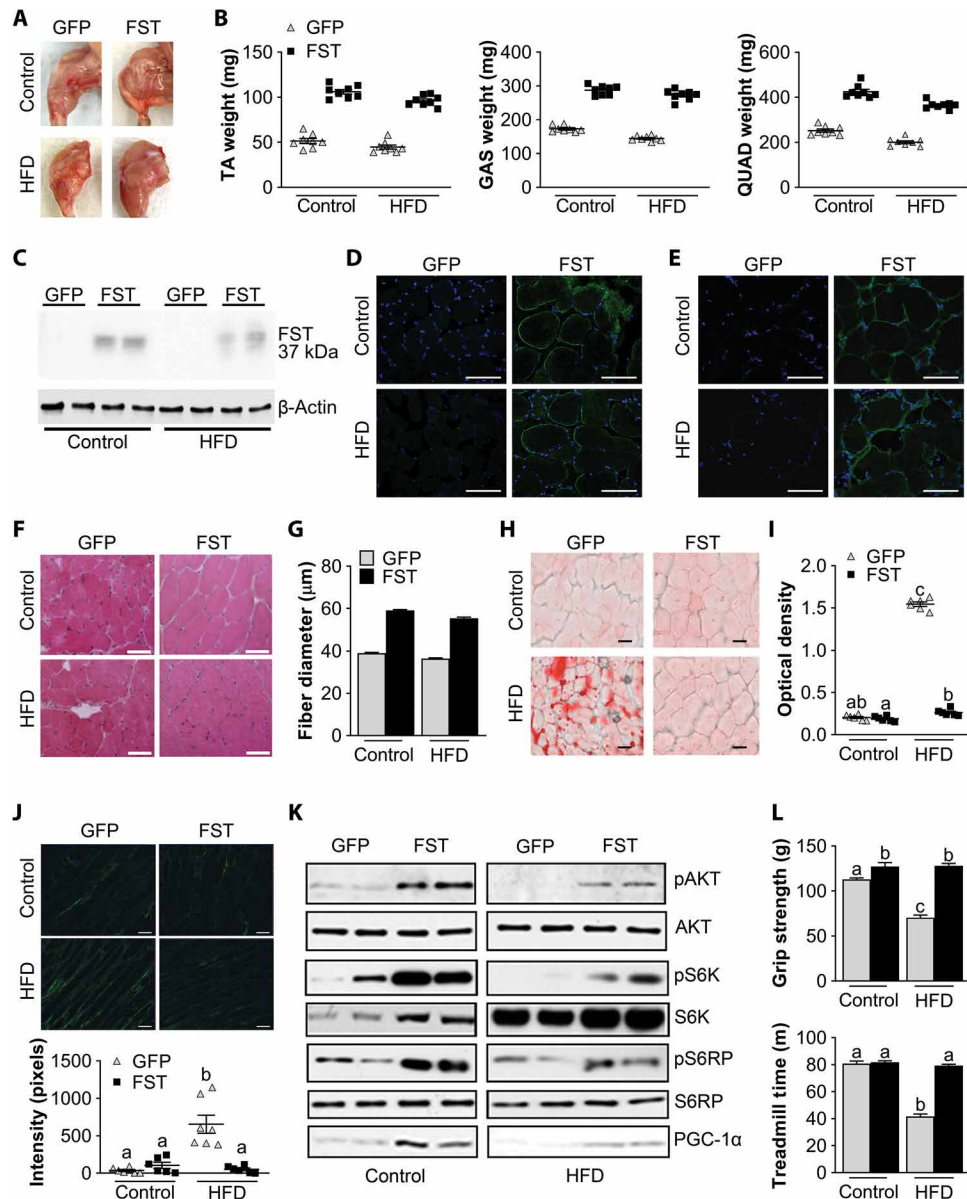 A
GFP FST
Control
HFD
B
GFP
FST
TA weight (mg)
150
100
50
0
Control HFD
GAS weight (mg)
400
300
200
100
0
Control HFD
QUAD weight (mg)
600
400
200
0
Control HFD
C
GFP FST GFP FST
FST
37 kDa
β-Actin
Control HFD
D
GFP FST
Control
HFD
E
GFP FST
Control
HFD
F
GFP FST
Control
HFD
G
GFP
FST
Fiber diameter (μm)
80
60
40
20
0
Control HFD
H
GFP FST
Control
HFD
I
GFP
FST
Optical density
2.0
1.5
1.0
0.5
0.0
ab a c b
Control HFD
J
GFP FST
Control
HFD
GFP
FST
Intensity (pixels)
1500
1000
500
0
a a b a
Control HFD
K
GFP FST GFP FST
pAKT
AKT
pS6K
S6K
pS6RP
S6RP
PGC-1α
Control HFD
L
Grip strength (g)
150
100
50
0
a b c b
Control HFD
Treadmill time (m)
100
80
60
40
20
0
a a b a
Control HFD